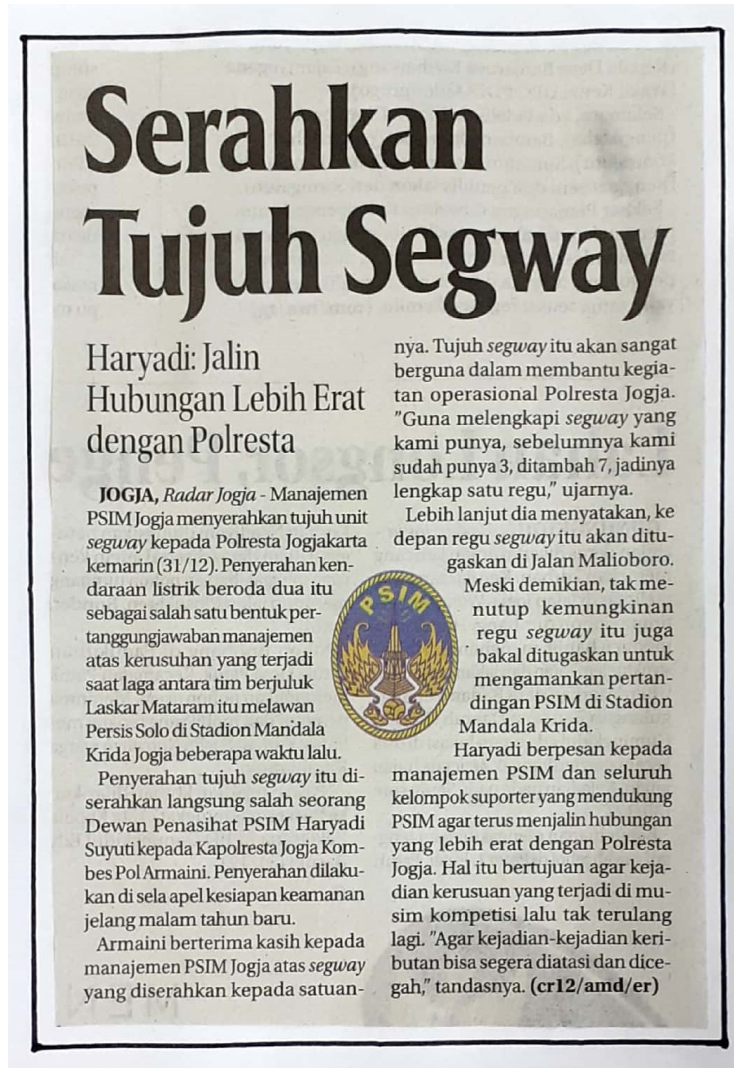 Serahkan
Tujuh Segway
Haryadi: Jalin
Hubungan Lebih Erat
dengan Polresta
JOGJA, Radar Jogja - Manajemen
PSIM Jogja menyerahkan tujuh unit
segway kepada Polresta Jogjakarta
kemarin (31/12). Penyerahan ken-
daraan listrik beroda dua itu
sebagai salah satu bentuk per-
tanggungjawaban manajemen
atas kerusuhan yang terjadi
saat laga antara tim berjuluk
Laskar Mataram itu melawan
Persis Solo di Stadion Mandala
Krida Jogja beberapa waktu lalu.
Penyerahan tujuh segway itu di-
serahkan langsung salah seorang
Dewan Penasihat PSIM Haryadi
Suyuti kepada Kapolresta Jogja Kom-
bes Pol Armaini. Penyerahan dilaku-
kan di sela apel kesiapan keamanan
jelang malam tahun baru.
Armaini berterima kasih kepada
manajemen PSIM Jogja atas segway
yang diserahkan kepada satuan-
PSIM
nya. Tujuh segway itu akan sangat
berguna dalam membantu kegia-
tan operasional Polresta Jogja.
"Guna melengkapi segway yang
kami punya, sebelumnya kami
sudah punya 3, ditambah 7, jadinya
lengkap satu regu," ujarnya.
Lebih lanjut dia menyatakan, ke
depan regu segway itu akan ditu-
gaskan di Jalan Malioboro.
Meski demikian, tak me-
nutup kemungkinan
regu segway itu juga
bakal ditugaskan untuk
mengamankan pertan-
dingan PSIM di Stadion
Mandala Krida.
Haryadi berpesan kepada
manajemen PSIM dan seluruh
kelompok suporter yang mendukung
PSIM agar terus menjalin hubungan
yang lebih erat dengan Polresta
Jogja. Hal itu bertujuan agar keja-
dian kerusuan yang terjadi di mu-
sim kompetisi lalu tak terulang
lagi. "Agar kejadian-kejadian keri-
butan bisa segera diatasi dan dice-
gah," tandasnya. (cr12/amd/er)